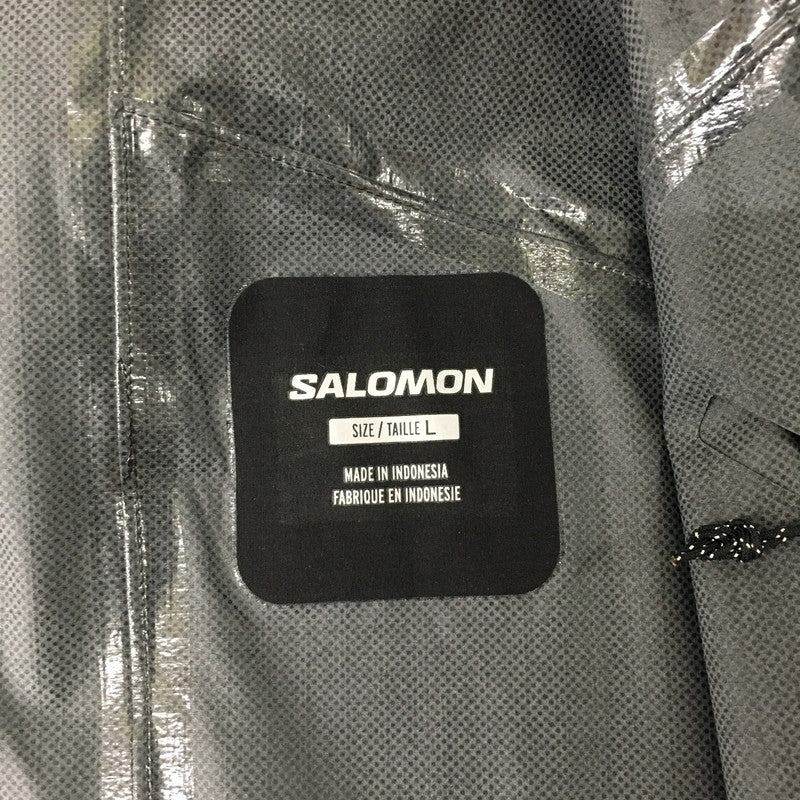 SALOMON
SIZE / TAILLE L
MADE IN INDONESIA
FABRIQUE EN INDONESIE